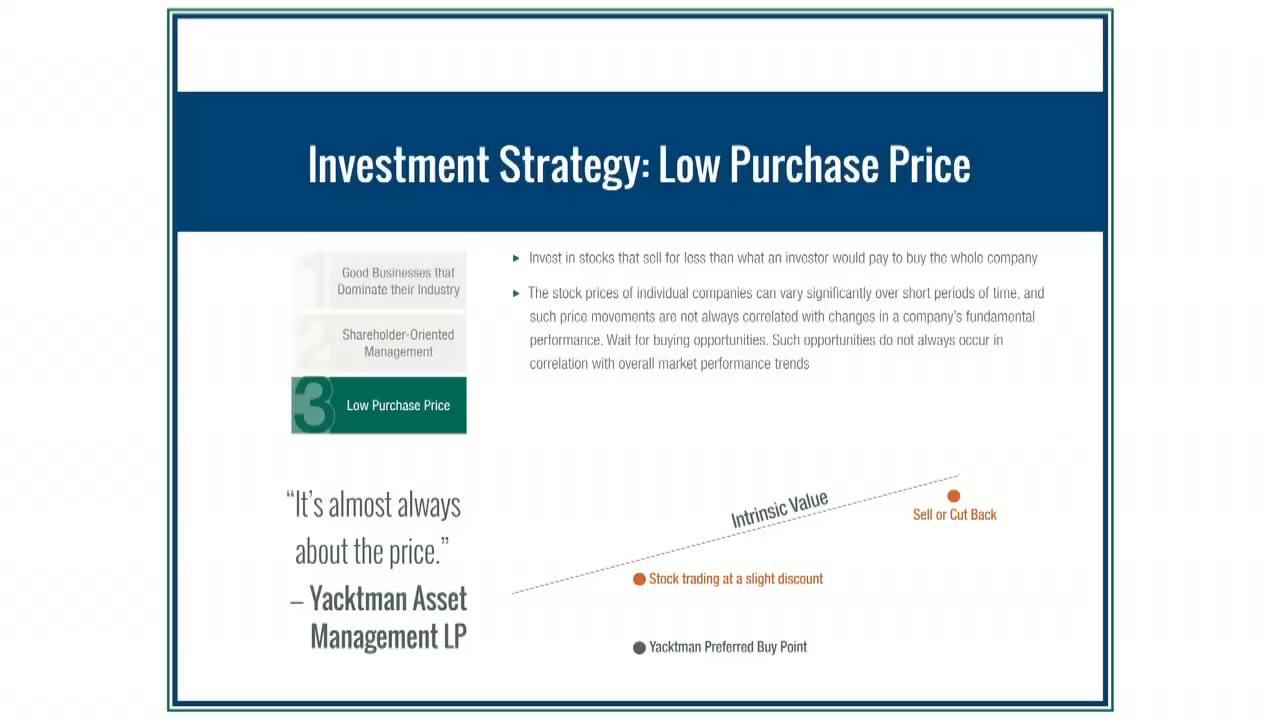 Investment Strategy: Low Purchase Price
1
Good Businesses that
Dominate their Industry
2
Shareholder-Oriented
Management
3
Low Purchase Price
▸ Invest in stocks that sell for less than what an investor would pay to buy the whole company
▸ The stock prices of individual companies can vary significantly over short periods of time, and
such price movements are not always correlated with changes in a company’s fundamental
performance. Wait for buying opportunities. Such opportunities do not always occur in
correlation with overall market performance trends
“It’s almost always
about the price.”
– Yacktman Asset
Management LP
Intrinsic Value
Sell or Cut Back
Stock trading at a slight discount
Yacktman Preferred Buy Point